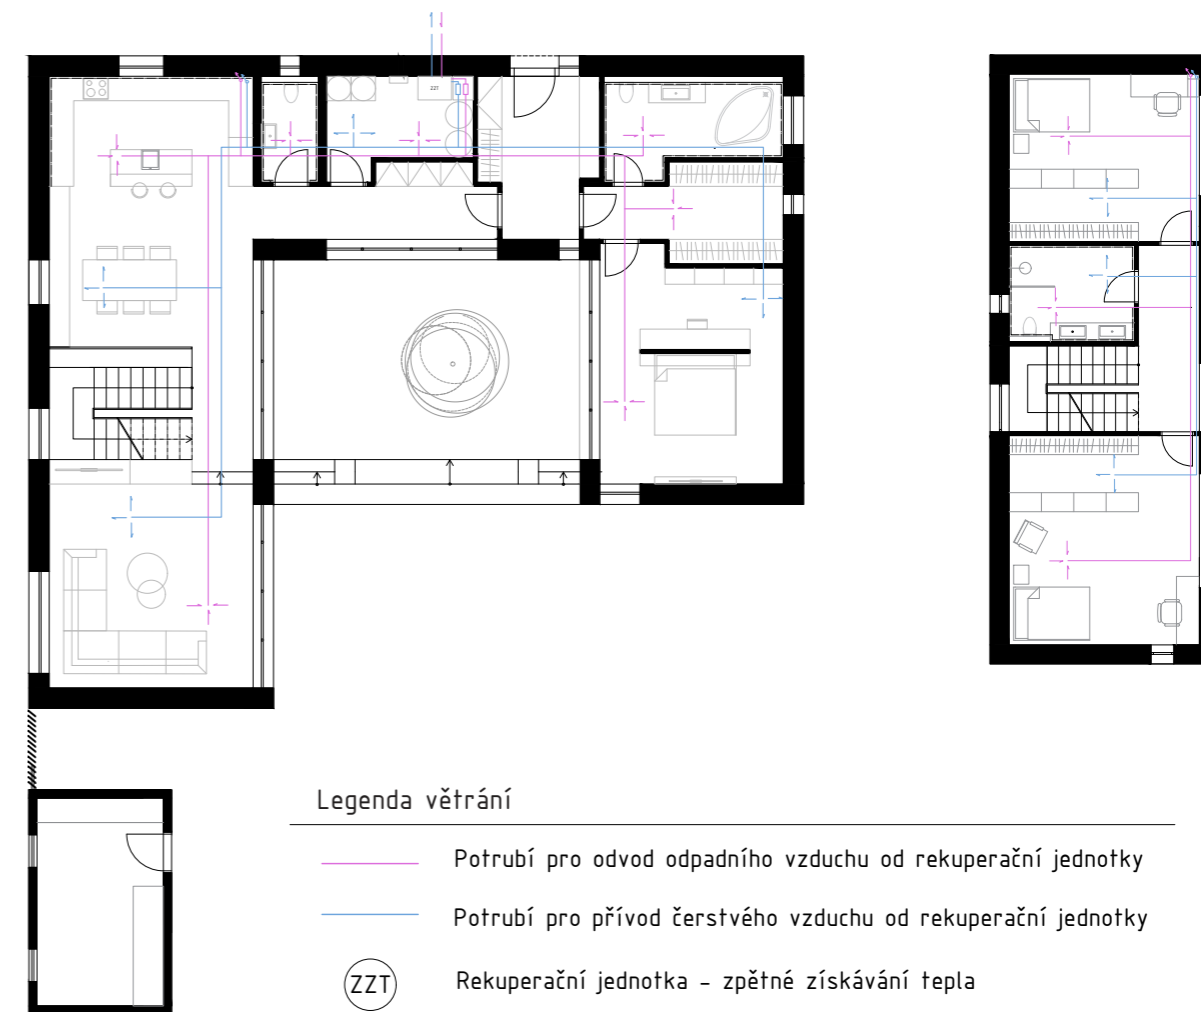 ZZT
Legenda větrání
Potrubí pro odvod odpadního vzduchu od rekuperační jednotky
Potrubí pro přívod čerstvého vzduchu od rekuperační jednotky
ZZT Rekuperační jednotka - zpětné získávání tepla